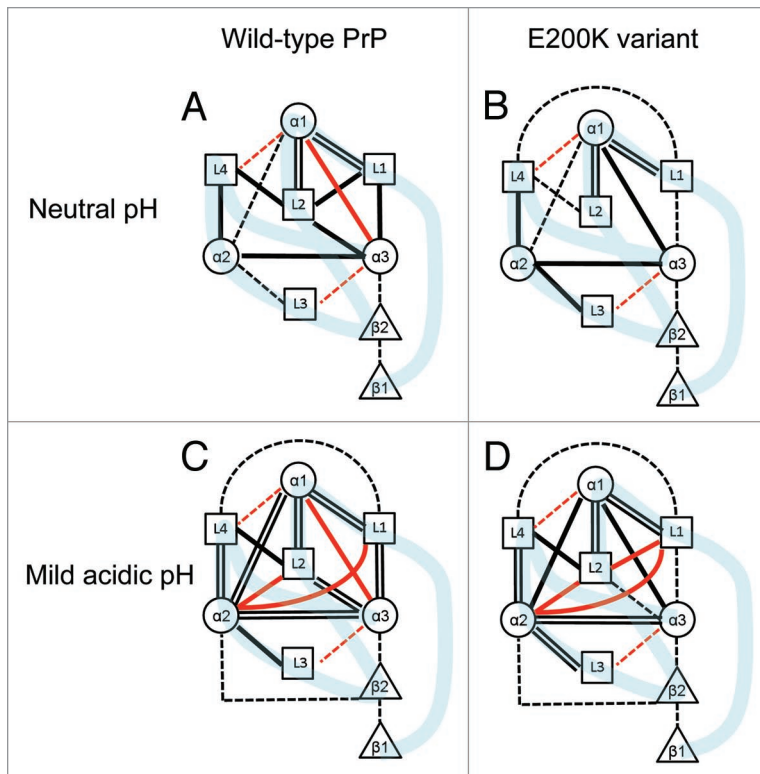 Wild-type PrP
E200K variant
Neutral pH
A
α1
L4
L1
L2
α2
α3
L3
β2
β1
B
α1
L4
L1
L2
α2
α3
L3
β2
β1
Mild acidic pH
C
α1
L4
L1
L2
α2
α3
L3
β2
β1
D
α1
L4
L1
L2
α2
α3
L3
β2
β1